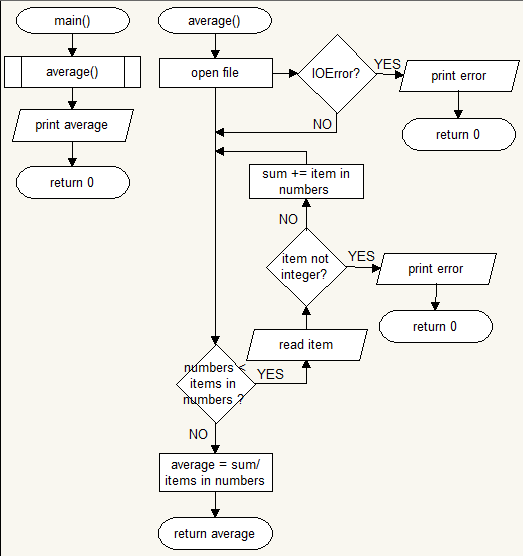 main()
average()
print average
return 0
average()
open file
IOError?
YES
print error
return 0
NO
sum += item in
numbers
NO
item not
integer?
YES
print error
return 0
read item
numbers <
items in
numbers ?
YES
NO
average = sum/
items in numbers
return average